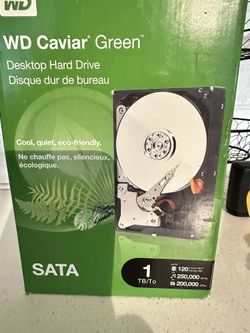 WD
WD Caviar® Green™
Desktop Hard Drive
Disque dur de bureau
Cool, quiet, eco-friendly.
Ne chauffe pas, silencieux,
écologique.
SATA
1
TB/To
120
250,000
200,000